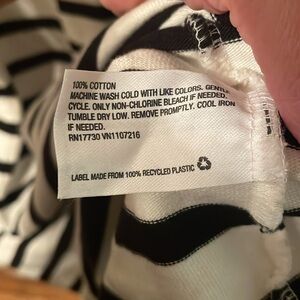 100% COTTON
MACHINE WASH COLD WITH LIKE COLORS. GENTLE
CYCLE. ONLY NON-CHLORINE BLEACH IF NEEDED.
TUMBLE DRY LOW. REMOVE PROMPTLY. COOL IRON
IF NEEDED.
RN17730 VN1107216
LABEL MADE FROM 100% RECYCLED PLASTIC